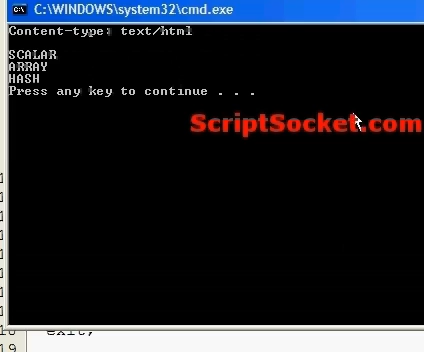 C:\WINDOWS\system32\cmd.exe
Content-type: text/html
SCALAR
ARRAY
HASH
Press any key to continue . . .
ScriptSocket.com
exit;
19